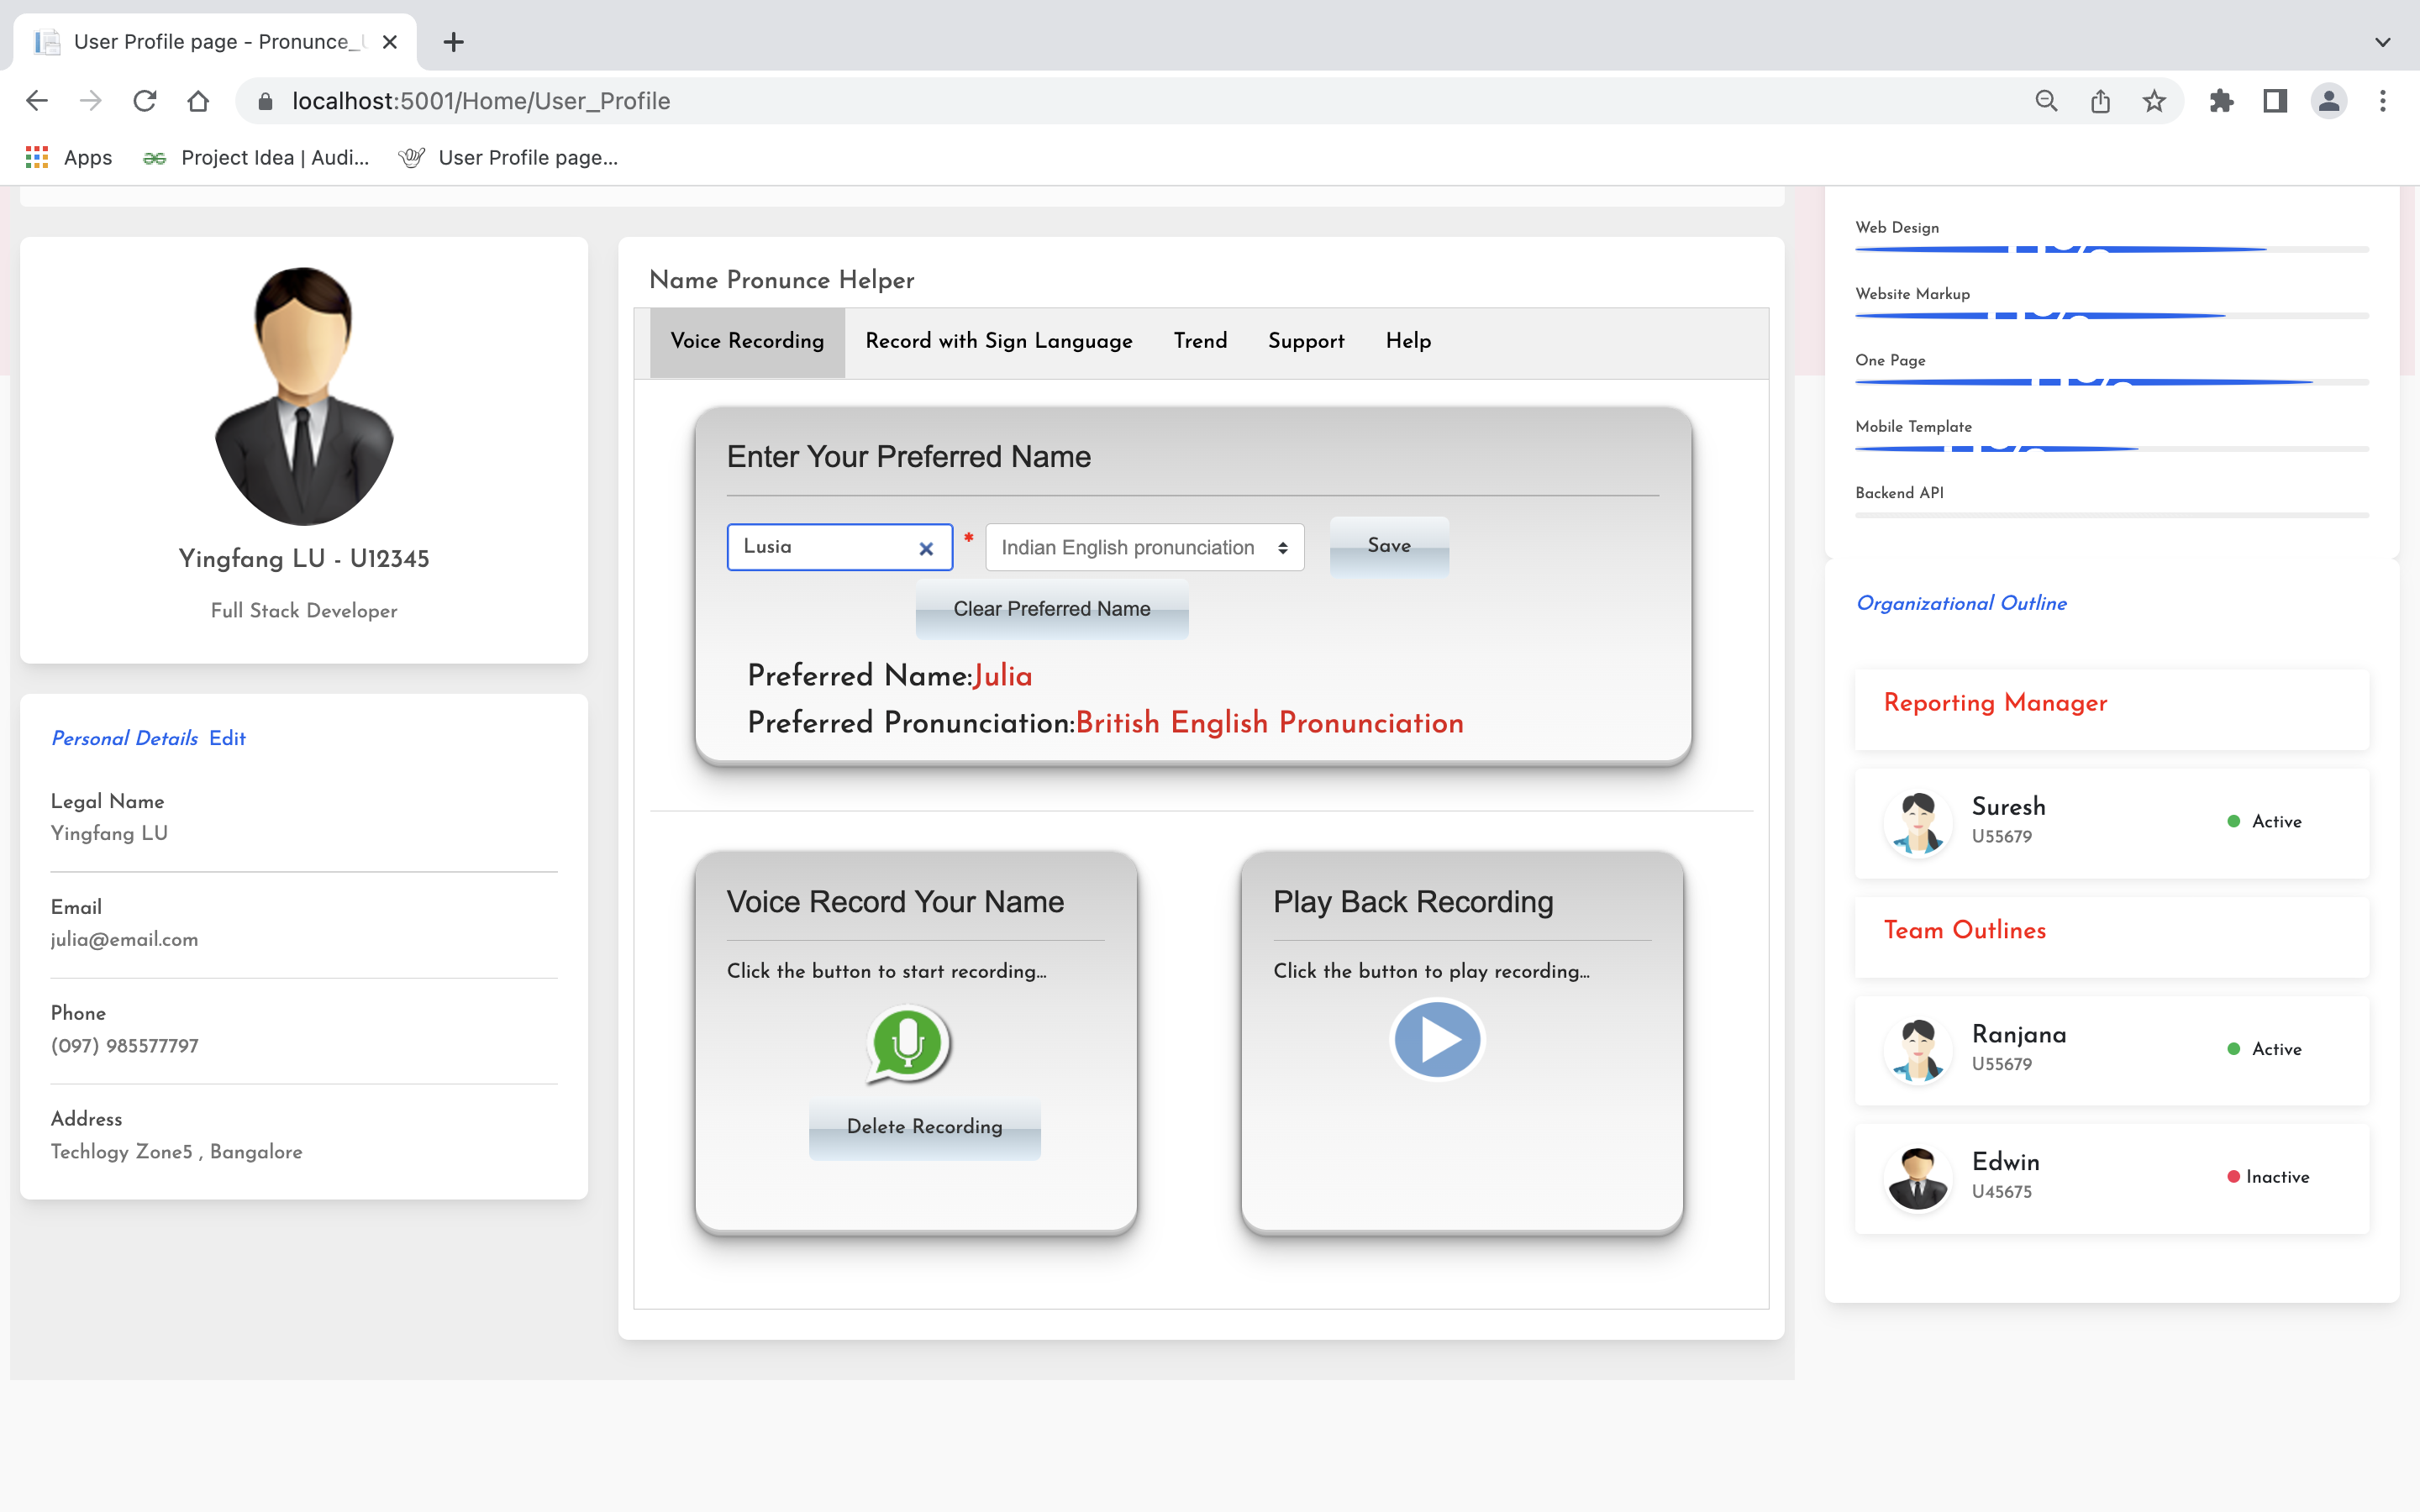 User Profile page - Pronunce_
localhost:5001/Home/User_Profile
Apps
Project Idea | Audi...
User Profile page...
Yingfang LU - U12345
Full Stack Developer
Personal Details Edit
Legal Name
Yingfang LU
Email
julia@email.com
Phone
(097) 985577797
Address
Techlogy Zone5 , Bangalore
Name Pronunce Helper
Voice Recording
Record with Sign Language
Trend
Support
Help
Enter Your Preferred Name
Lusia
*
Indian English pronunciation
Save
Clear Preferred Name
Preferred Name:Julia
Preferred Pronunciation:British English Pronunciation
Voice Record Your Name
Click the button to start recording...
Delete Recording
Play Back Recording
Click the button to play recording...
Web Design
Website Markup
One Page
Mobile Template
Backend API
Organizational Outline
Reporting Manager
Suresh
U55679
Active
Team Outlines
Ranjana
U55679
Active
Edwin
U45675
Inactive